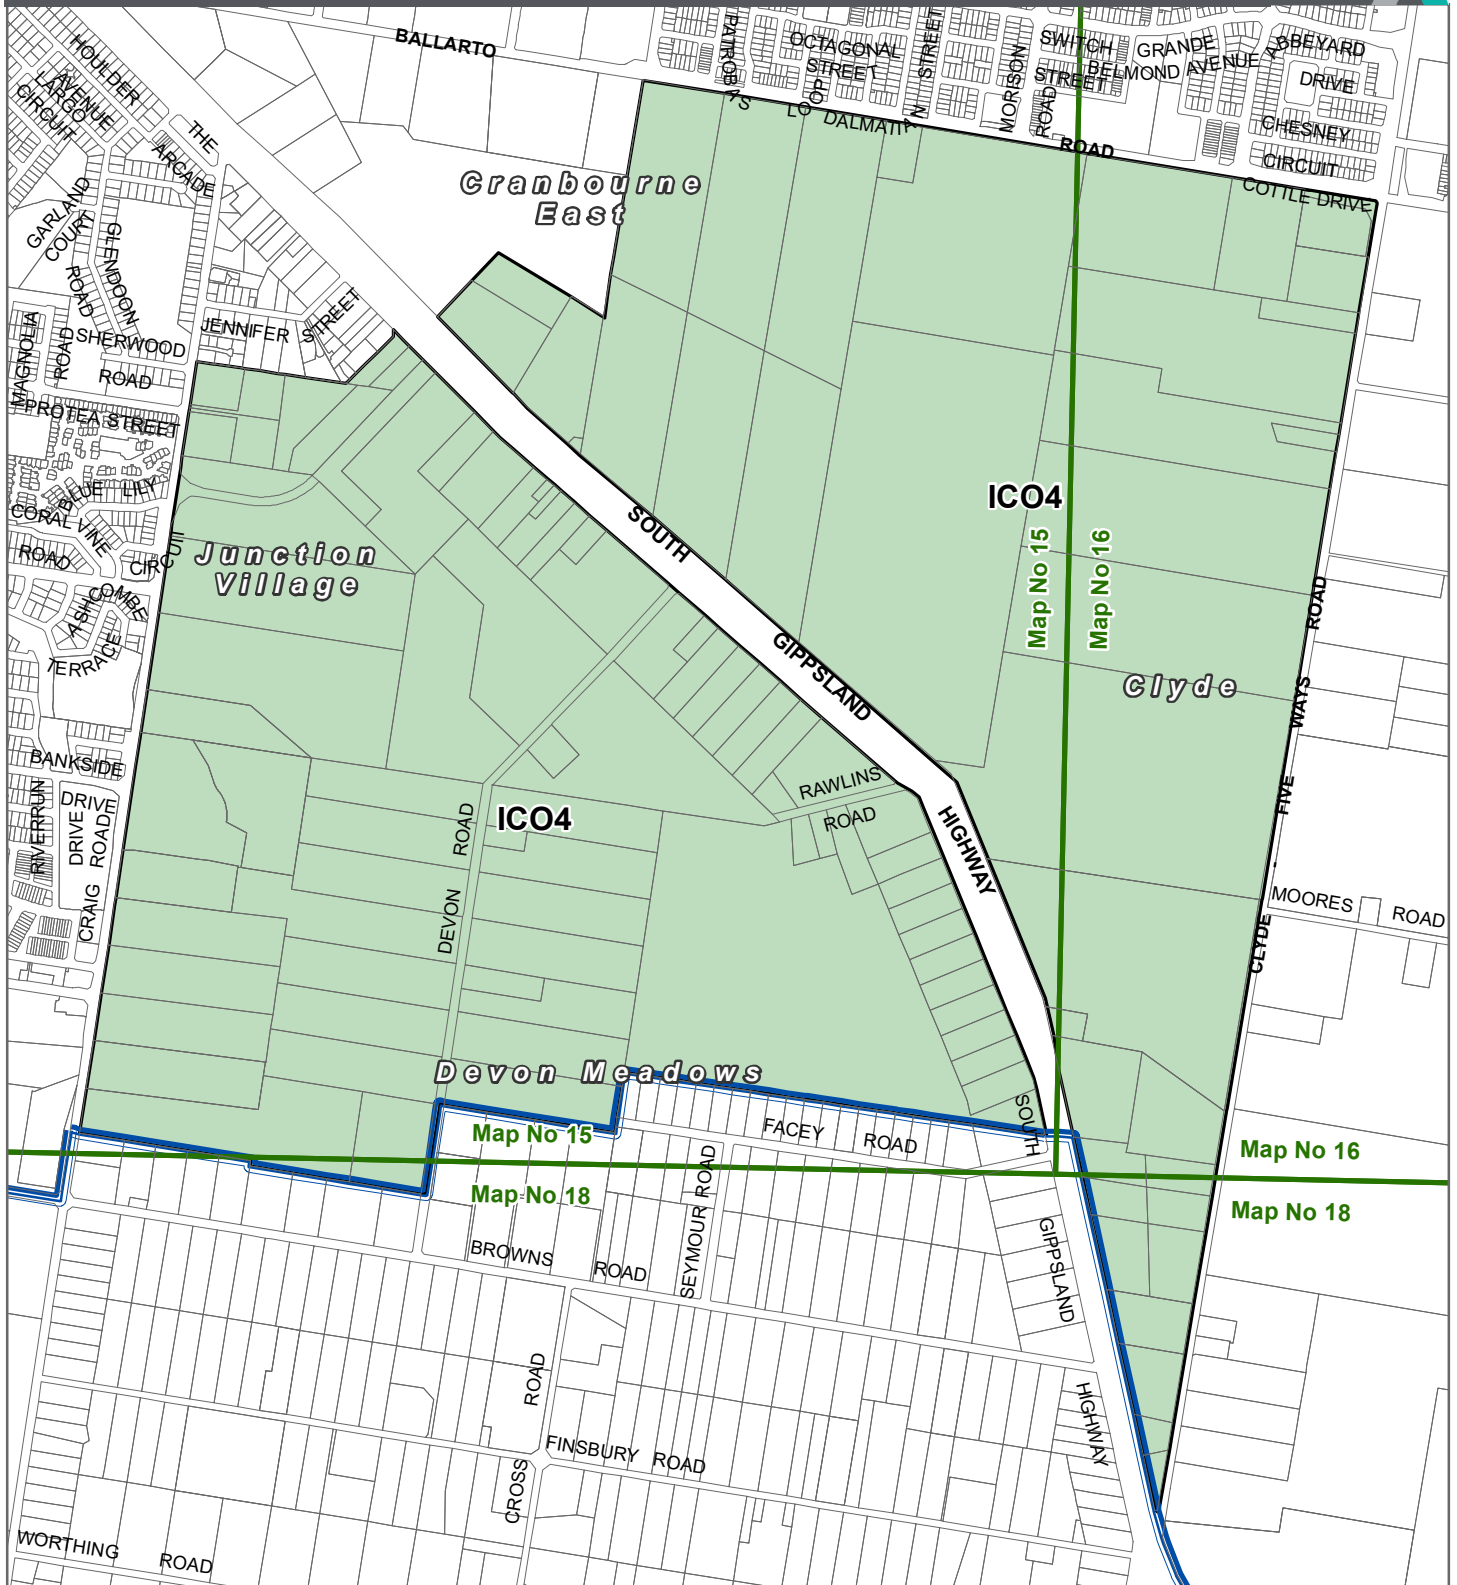 BALLARTO
PATROBAS
OCTAGONAL
STREET
STREET
LOOP
DALMATIAN
MORISON
ROAD
SWITCH
STREET
GRANDE
BELMOND AVENUE
ABBEYARD
DRIVE
CHESNEY
CIRCUIT
ROAD
COTTLE DRIVE
HOULDER
AVENUE
LARGO
CIRCUIT
THE
ARCADE
GARLAND
COURT
GLENDOON
ROAD
Cranbourne
East
JENNIFER STREET
SHERWOOD
ROAD
MAGNOLIA
ROAD
PROTEA STREET
BLUE LILY
CIRCUIT
CORAL VINE
ROAD
Junction
Village
ASHCOMBE
TERRACE
SOUTH
GIPPSLAND
HIGHWAY
ICO4
Map No 15
Map No 16
Clyde
CLYDE - FIVE WAYS ROAD
BANKSIDE
DRIVE
RIVERRUN
DRIVE
CRAIG ROAD
DEVON ROAD
ICO4
RAWLINS
ROAD
MOORES ROAD
Devon Meadows
Map No 15
Map No 18
FACEY ROAD
SOUTH
GIPPSLAND
HIGHWAY
Map No 16
Map No 18
SEYMOUR ROAD
BROWNS ROAD
CROSS ROAD
FINSBURY ROAD
WORTHING ROAD